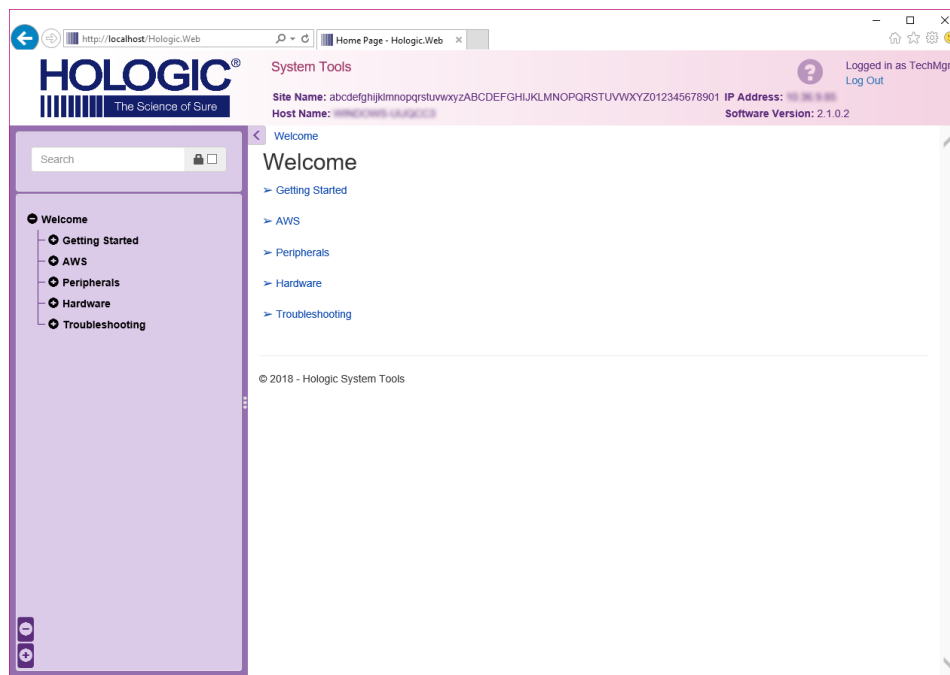 http://localhost/Hologic.Web
Home Page - Hologic.Web
HOLOGIC®
The Science of Sure
System Tools
Logged in as TechMgr
Log Out
Site Name: abcdefghijklmnopqrstuvwxyzABCDEFGHIJKLMNOPQRSTUVWXYZ012345678901 IP Address:
Host Name: Software Version: 2.1.0.2
Search
Welcome
Getting Started
AWS
Peripherals
Hardware
Troubleshooting
Welcome
Welcome
➢ Getting Started
➢ AWS
➢ Peripherals
➢ Hardware
➢ Troubleshooting
© 2018 - Hologic System Tools